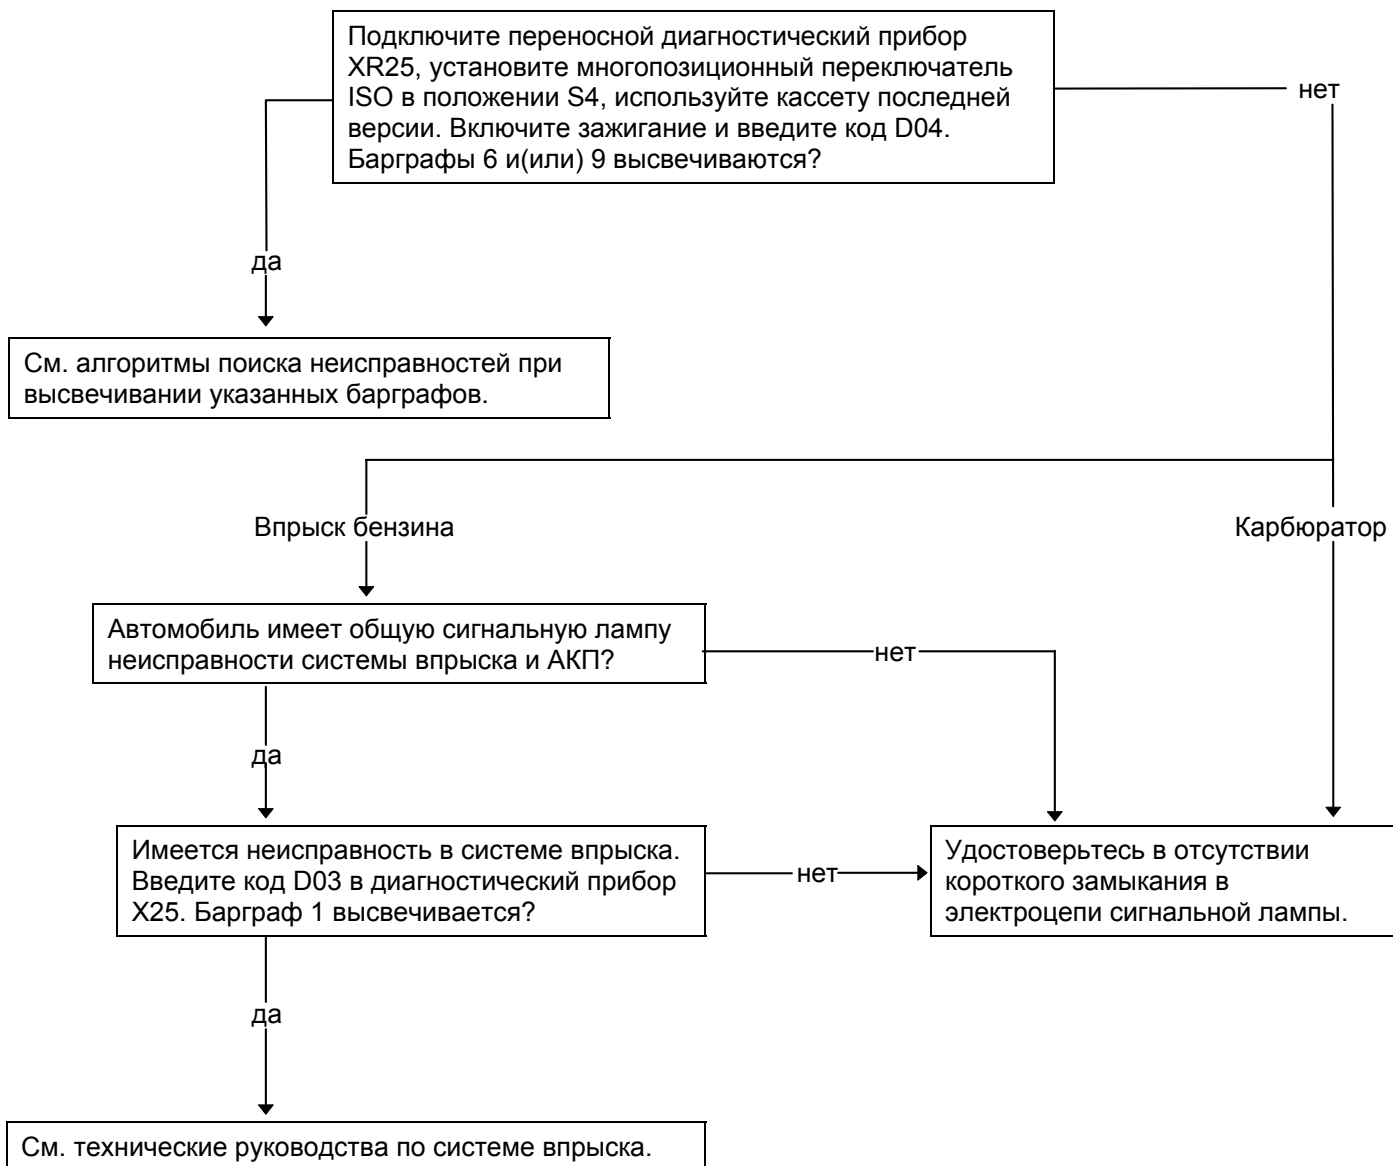 Подключите переносной диагностический прибор
XR25, установите многопозиционный переключатель
ISO в положении S4, используйте кассету последней
версии. Включите зажигание и введите код D04.
Барграфы 6 и(или) 9 высвечиваются?
нет
да
См. алгоритмы поиска неисправностей при
высвечивании указанных барграфов.
Впрыск бензина
Карбюратор
Автомобиль имеет общую сигнальную лампу
неисправности системы впрыска и АКП?
нет
да
Имеется неисправность в системе впрыска.
Введите код D03 в диагностический прибор
X25. Барграф 1 высвечивается?
нет
Удостоверьтесь в отсутствии
короткого замыкания в
электроцепи сигнальной лампы.
да
См. технические руководства по системе впрыска.